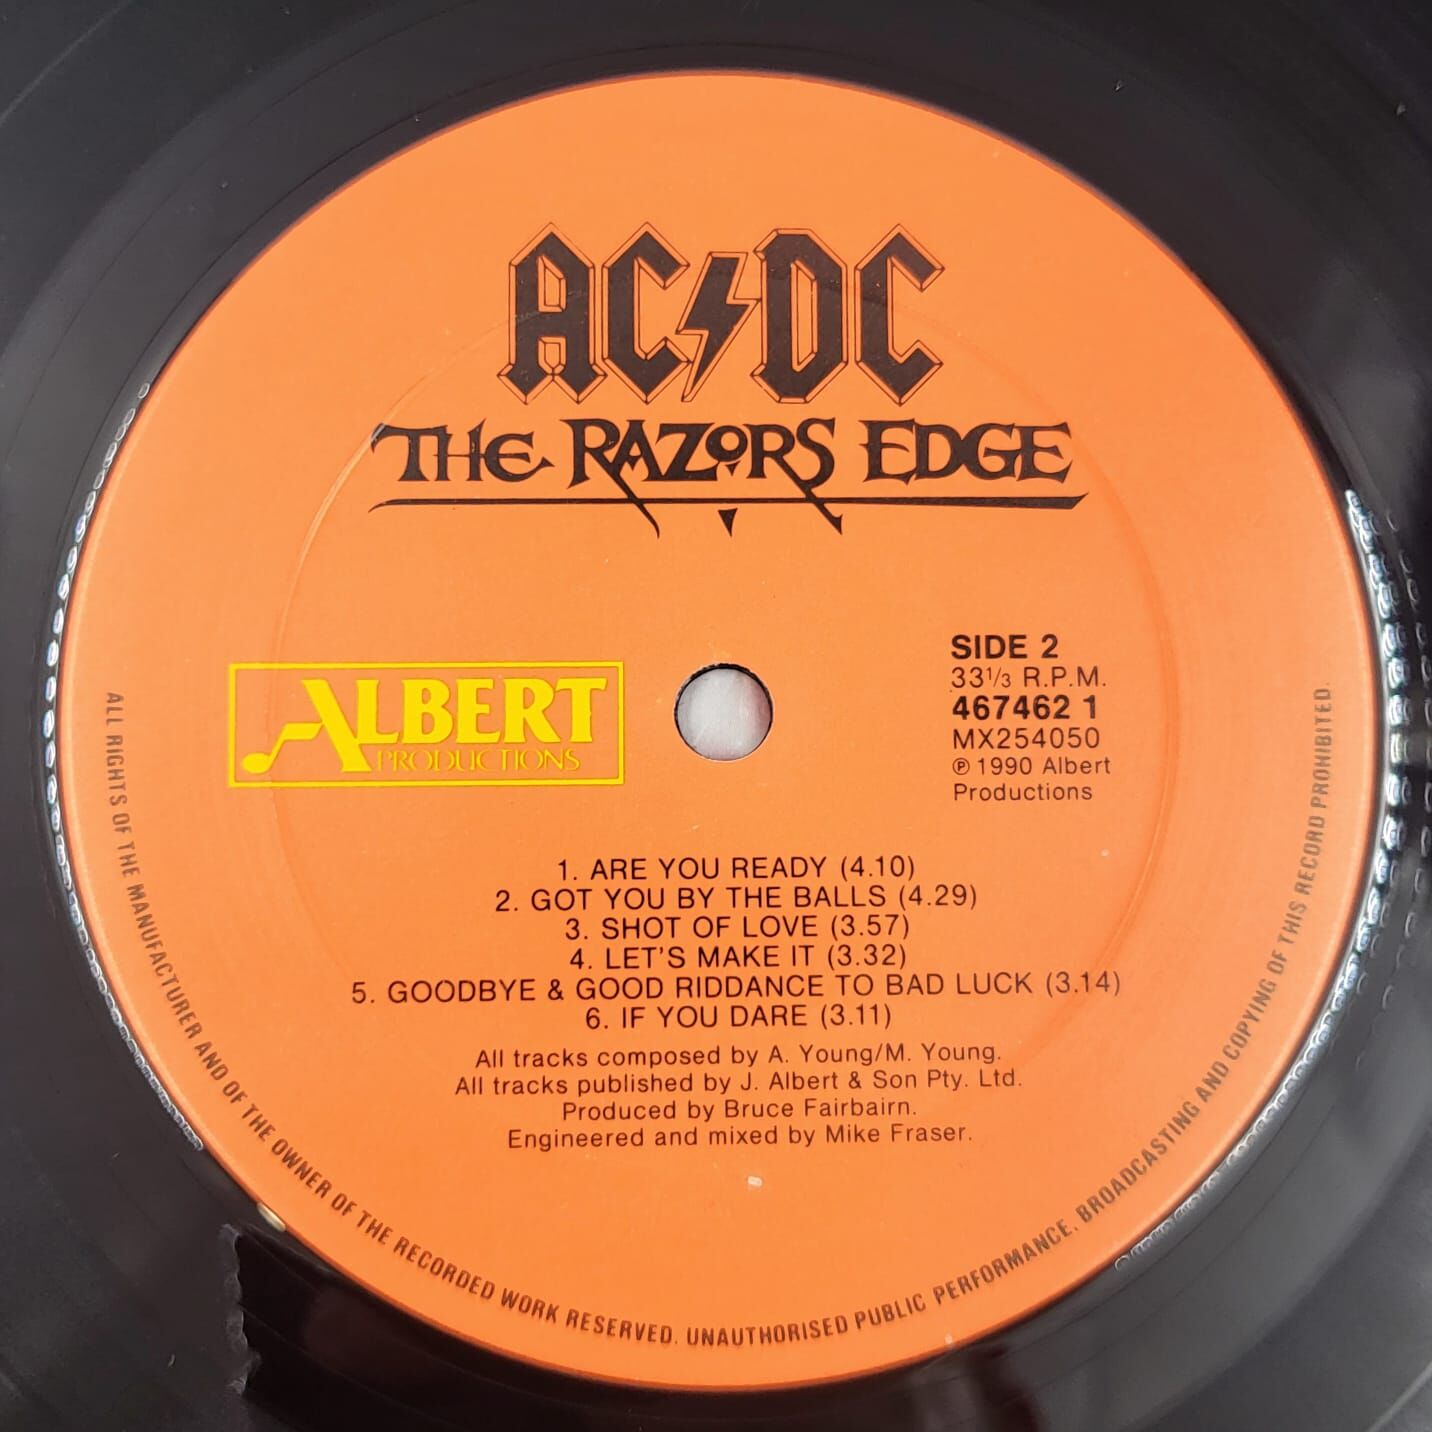 AC DC
THE RAZORS EDGE
ALBERT
PRODUCTIONS
SIDE 2
33⅓ R.P.M.
467462 1
MX254050
℗ 1990 Albert
Productions
1. ARE YOU READY (4.10)
2. GOT YOU BY THE BALLS (4.29)
3. SHOT OF LOVE (3.57)
4. LET'S MAKE IT (3.32)
5. GOODBYE & GOOD RIDDANCE TO BAD LUCK (3.14)
6. IF YOU DARE (3.11)
All tracks composed by A. Young/M. Young.
All tracks published by J. Albert & Son Pty. Ltd.
Produced by Bruce Fairbairn.
Engineered and mixed by Mike Fraser.
ALL RIGHTS OF THE MANUFACTURER AND OF THE OWNER OF THE RECORDED WORK RESERVED. UNAUTHORISED PUBLIC PERFORMANCE, BROADCASTING AND COPYING OF THIS RECORD PROHIBITED.